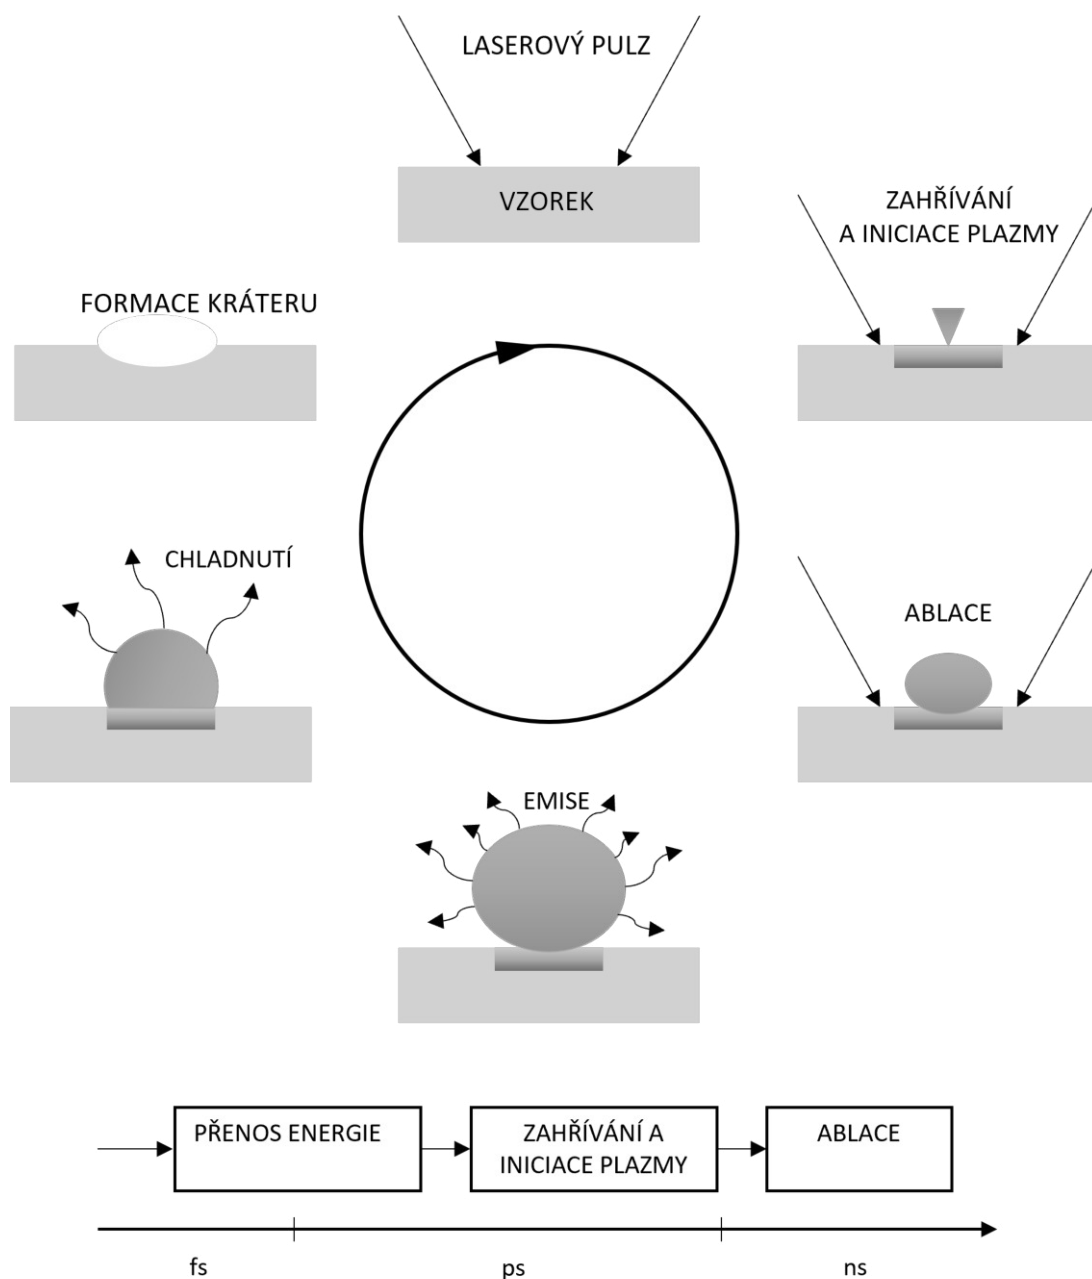 LASEROVÝ PULZ
VZOREK
ZAHŘÍVÁNÍ
A INICIACE PLAZMY
FORMACE KRÁTERU
CHLADNUTÍ
ABLACE
EMISE
PŘENOS ENERGIE
ZAHŘÍVÁNÍ A
INICIACE PLAZMY
ABLACE
fs
ps
ns